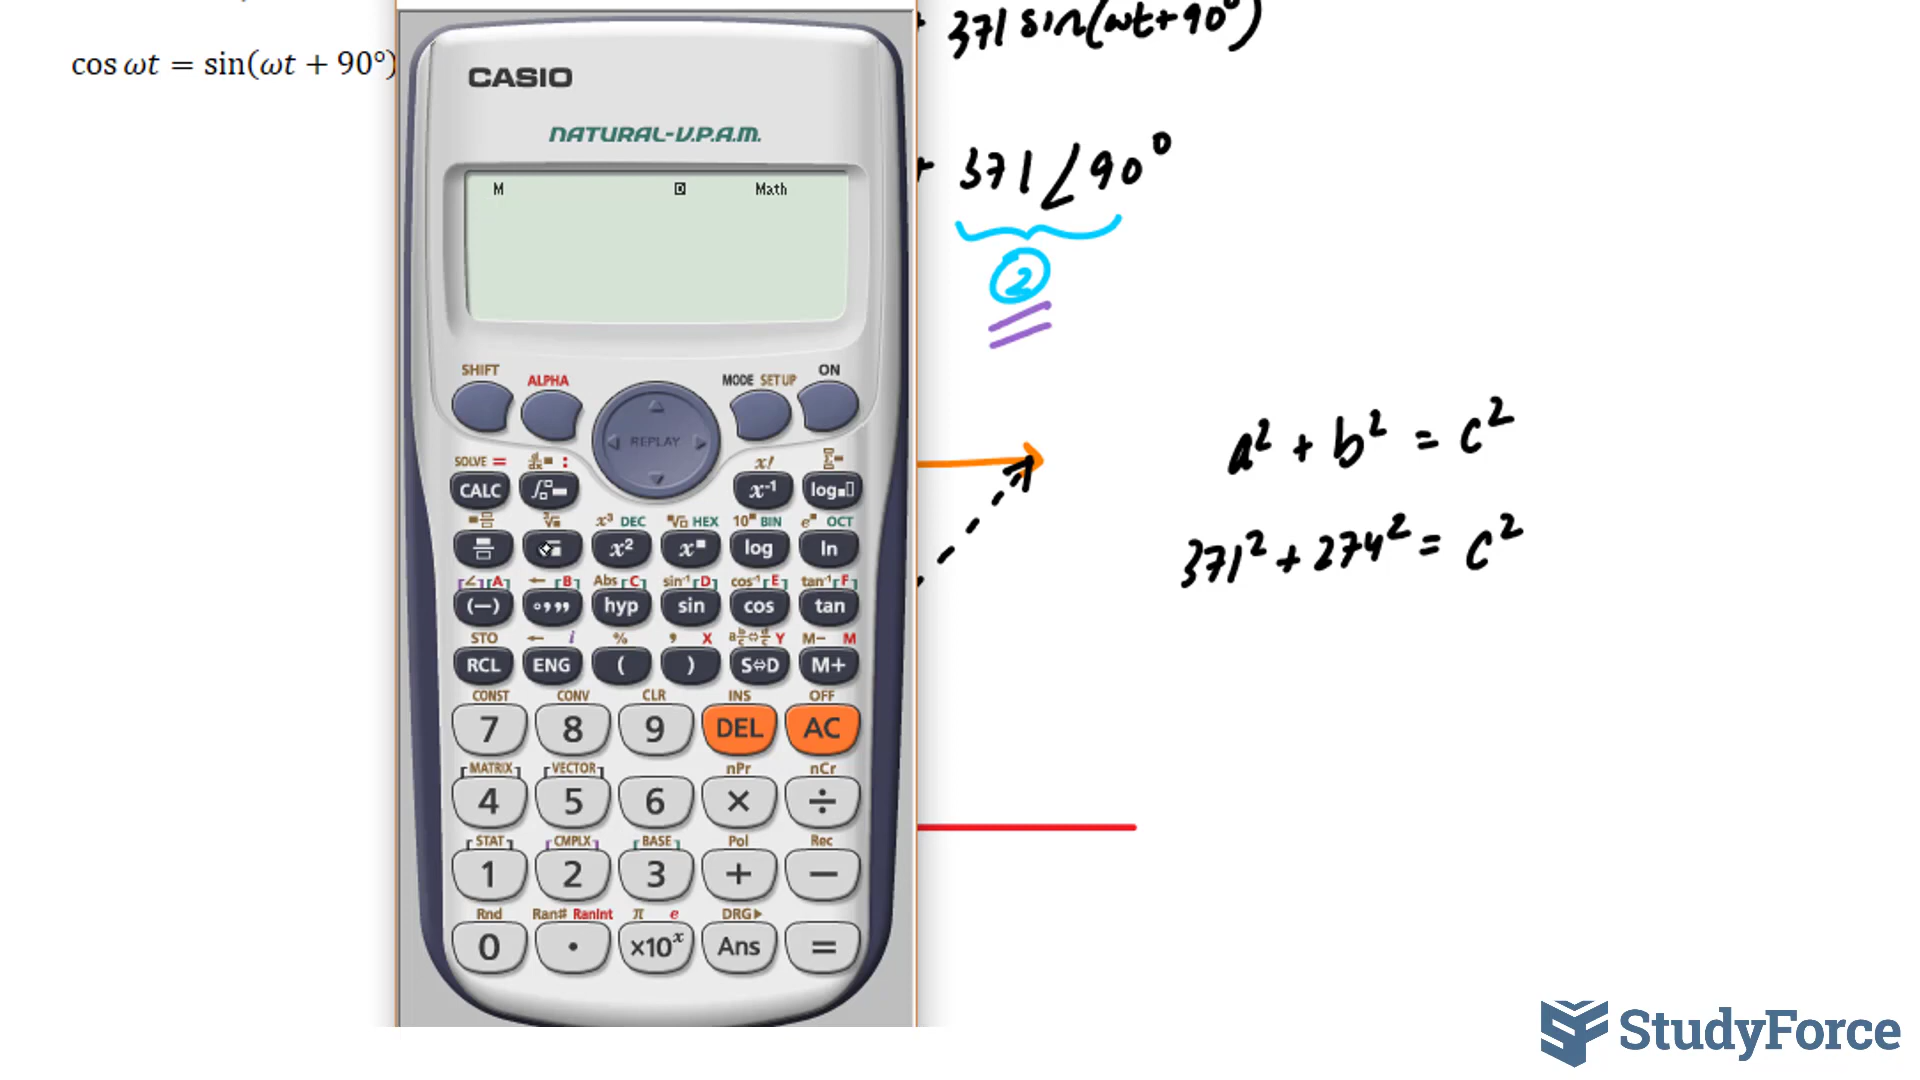 + 371 sin(ωt+90°)
cos ωt = sin(ωt + 90°)
+ 371 ∠90°
2
a² + b² = c²
371² + 274² = c²
CASIO
NATURAL-V.P.A.M.
M D Math
SHIFT ALPHA MODE SETUP ON
REPLAY
SOLVE = d/dx : x! Σ
CALC ∫ x⁻¹ log
x³ DEC HEX 10 BIN e OCT
x² x log ln
∠ A ← B Abs C sin⁻¹ D cos⁻¹ E tan⁻¹ F
(−) °,,, hyp sin cos tan
STO ← i % , X a b/c ⇔ d/c Y M− M
RCL ENG ( ) S⇔D M+
CONST CONV CLR INS OFF
7 8 9 DEL AC
MATRIX VECTOR nPr nCr
4 5 6 × ÷
STAT CMPLX BASE Pol Rec
1 2 3 + −
Rnd Ran# RanInt π e DRG▶
0 . ×10ˣ Ans =
StudyForce